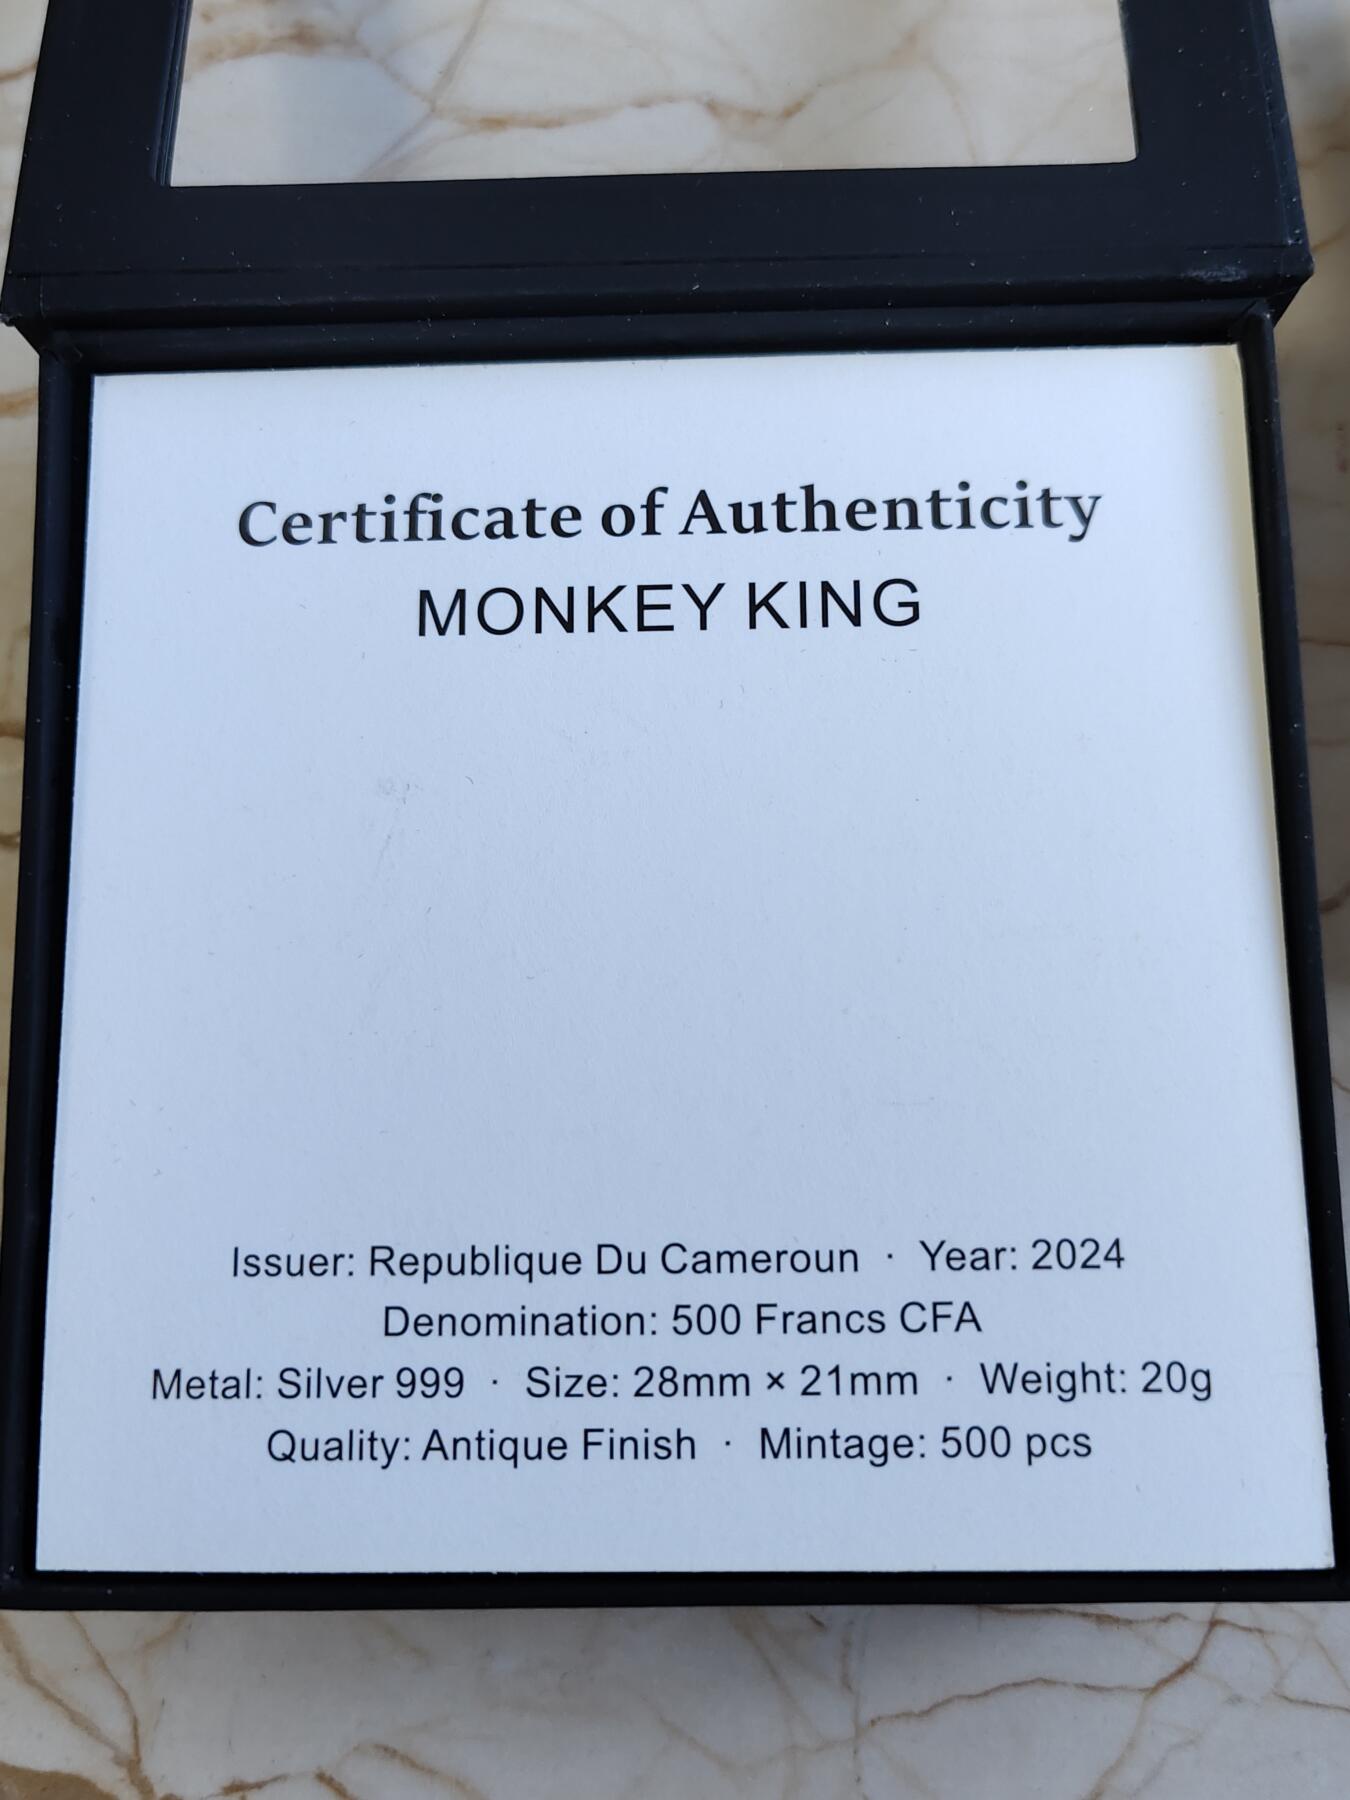 Certificate of Authenticity
MONKEY KING
Issuer: Republique Du Cameroun · Year: 2024
Denomination: 500 Francs CFA
Metal: Silver 999 · Size: 28mm × 21mm · Weight: 20g
Quality: Antique Finish · Mintage: 500 pcs